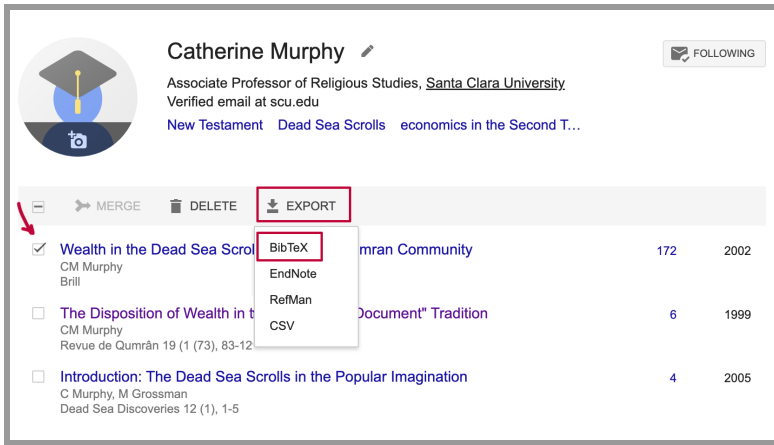 Catherine Murphy
FOLLOWING
Associate Professor of Religious Studies, Santa Clara University
Verified email at scu.edu
New Testament Dead Sea Scrolls economics in the Second T…
MERGE DELETE EXPORT
Wealth in the Dead Sea Scrol mran Community 172 2002
CM Murphy
Brill
BibTeX
EndNote
RefMan
CSV
The Disposition of Wealth in t Document" Tradition 6 1999
CM Murphy
Revue de Qumrân 19 (1 (73), 83-12
Introduction: The Dead Sea Scrolls in the Popular Imagination 4 2005
C Murphy, M Grossman
Dead Sea Discoveries 12 (1), 1-5